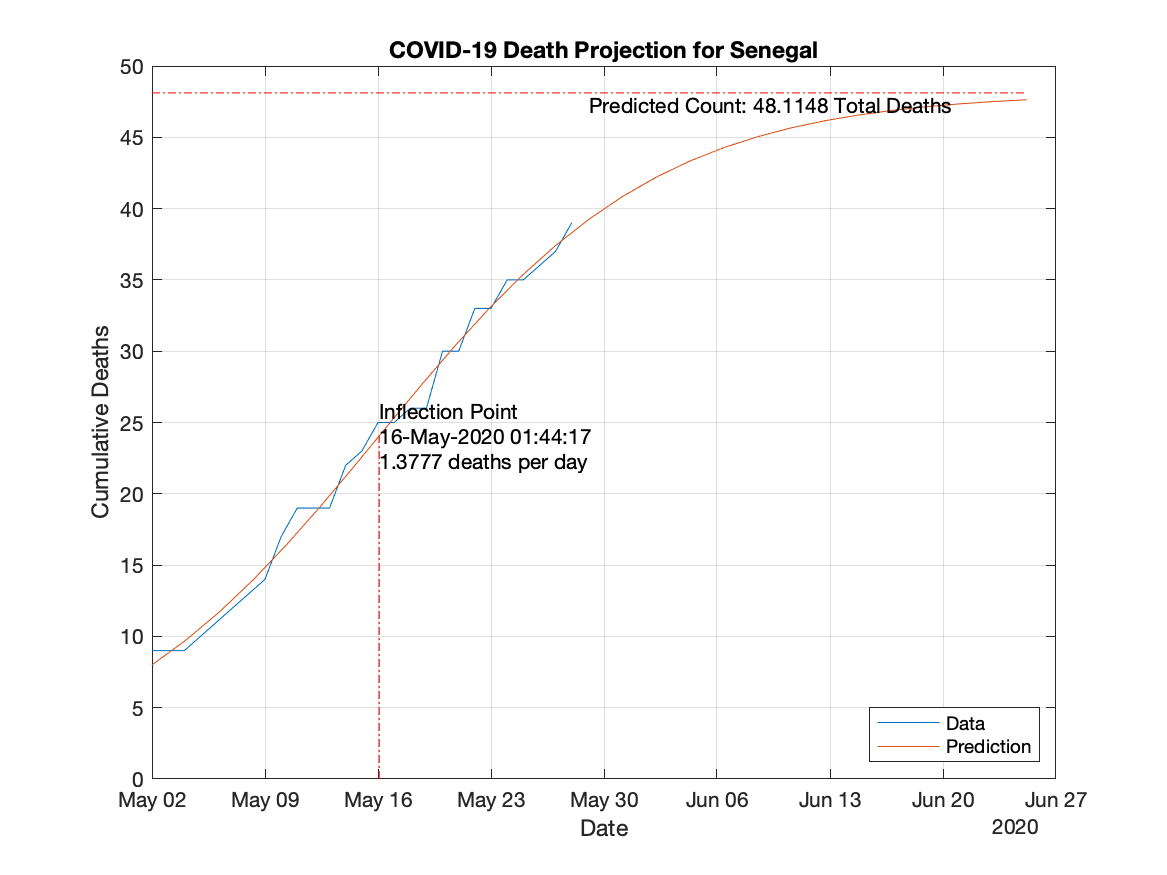 COVID-19 Death Projection for Senegal
50
45
40
35
30
25
20
15
10
5
0
Cumulative Deaths
Predicted Count: 48.1148 Total Deaths
Inflection Point
16-May-2020 01:44:17
1.3777 deaths per day
Data
Prediction
May 02 May 09 May 16 May 23 May 30 Jun 06 Jun 13 Jun 20 Jun 27
Date
2020